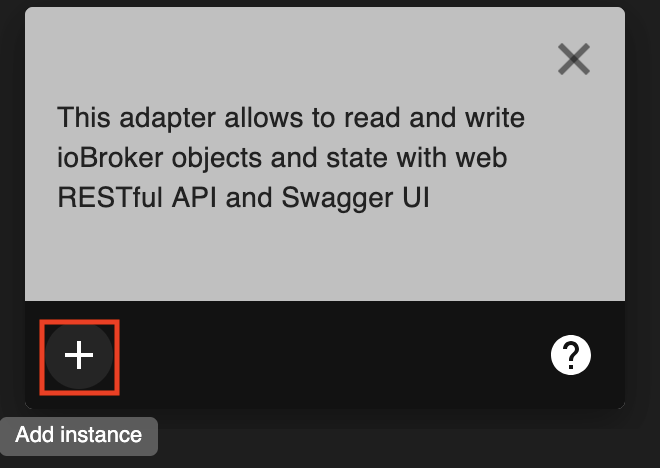 This adapter allows to read and write
ioBroker objects and state with web
RESTful API and Swagger UI
Add instance